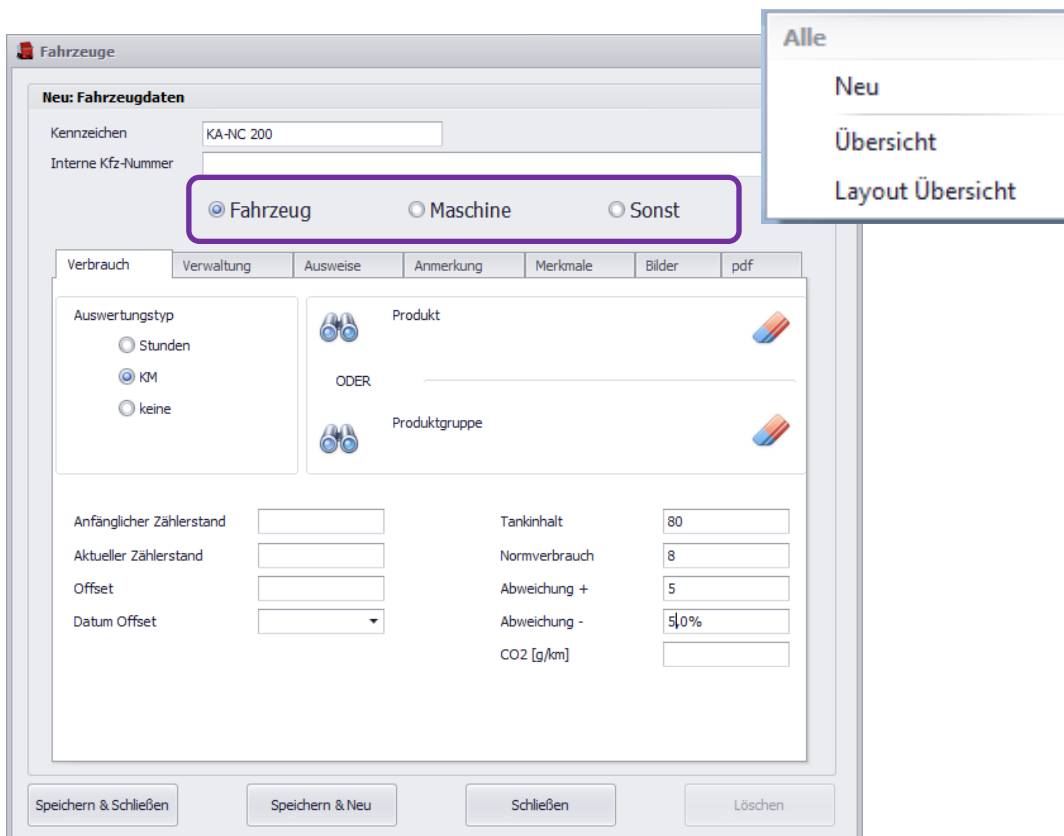 Alle
Neu
Übersicht
Layout Übersicht
Fahrzeuge
Neu: Fahrzeugdaten
Kennzeichen KA-NC 200
Interne Kfz-Nummer
Fahrzeug Maschine Sonst
Verbrauch Verwaltung Ausweise Anmerkung Merkmale Bilder pdf
Auswertungstyp
Stunden
KM
keine
Produkt
ODER
Produktgruppe
Anfänglicher Zählerstand Tankinhalt 80
Aktueller Zählerstand Normverbrauch 8
Offset Abweichung + 5
Datum Offset Abweichung - 5,0%
CO2 [g/km]
Speichern & Schließen Speichern & Neu Schließen Löschen